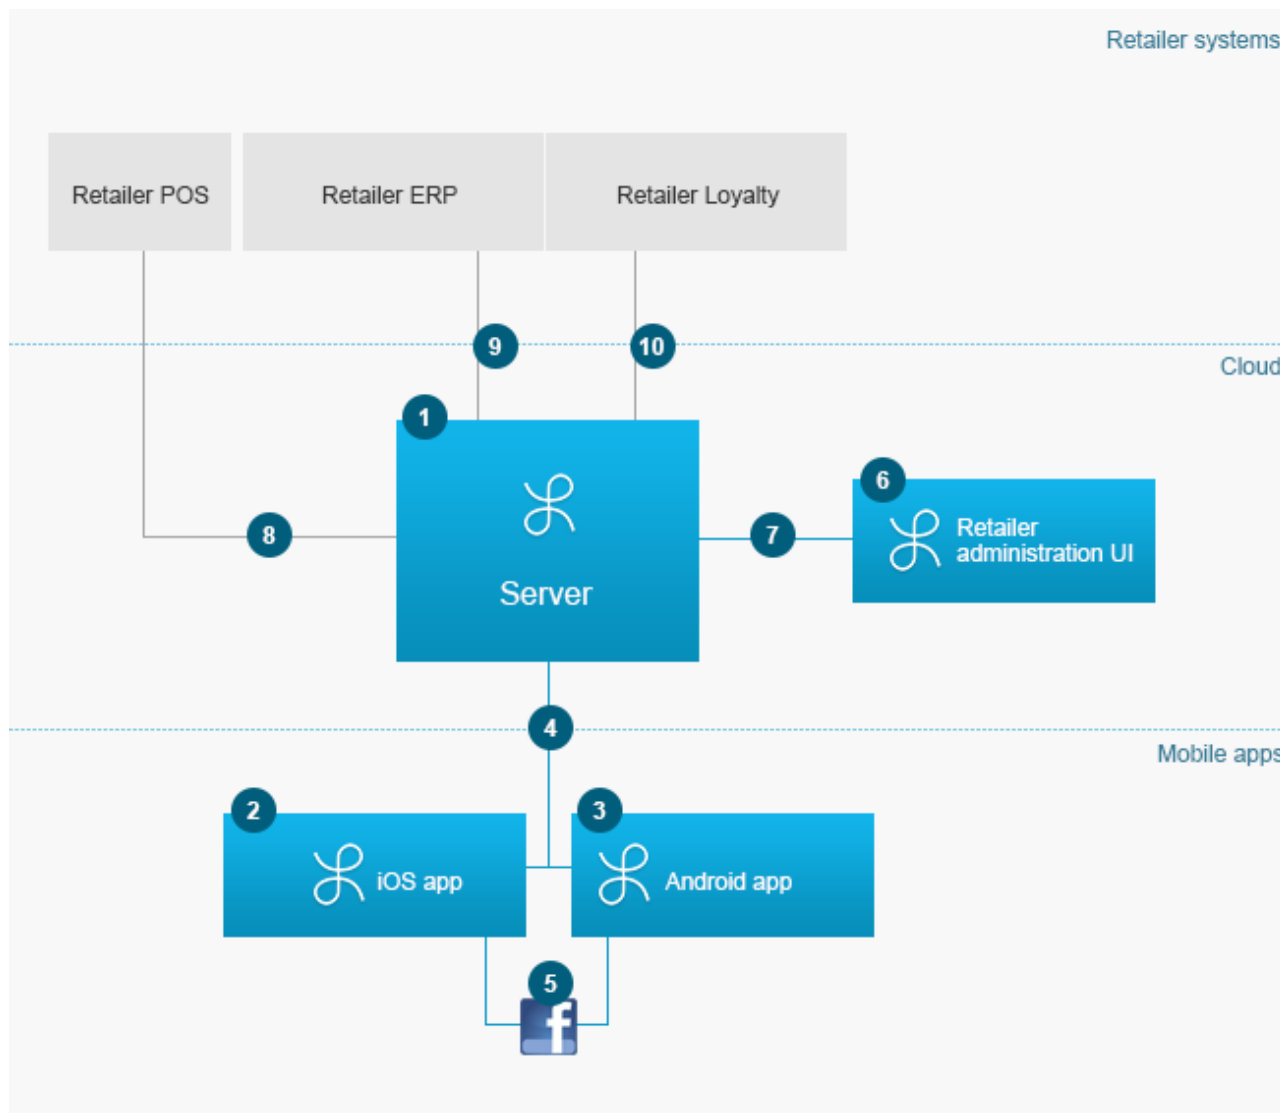 Retailer systems
Retailer POS
Retailer ERP
Retailer Loyalty
9
10
Cloud
1
6
8
7
Retailer
administration UI
Server
4
Mobile apps
2
3
iOS app
Android app
5
f